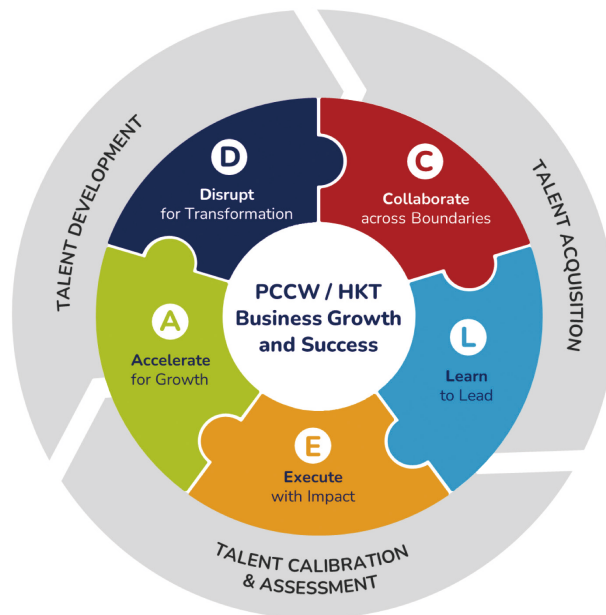 TALENT DEVELOPMENT
TALENT ACQUISITION
TALENT CALIBRATION
& ASSESSMENT
D
Disrupt
for Transformation
C
Collaborate
across Boundaries
L
Learn
to Lead
E
Execute
with Impact
A
Accelerate
for Growth
PCCW / HKT
Business Growth
and Success